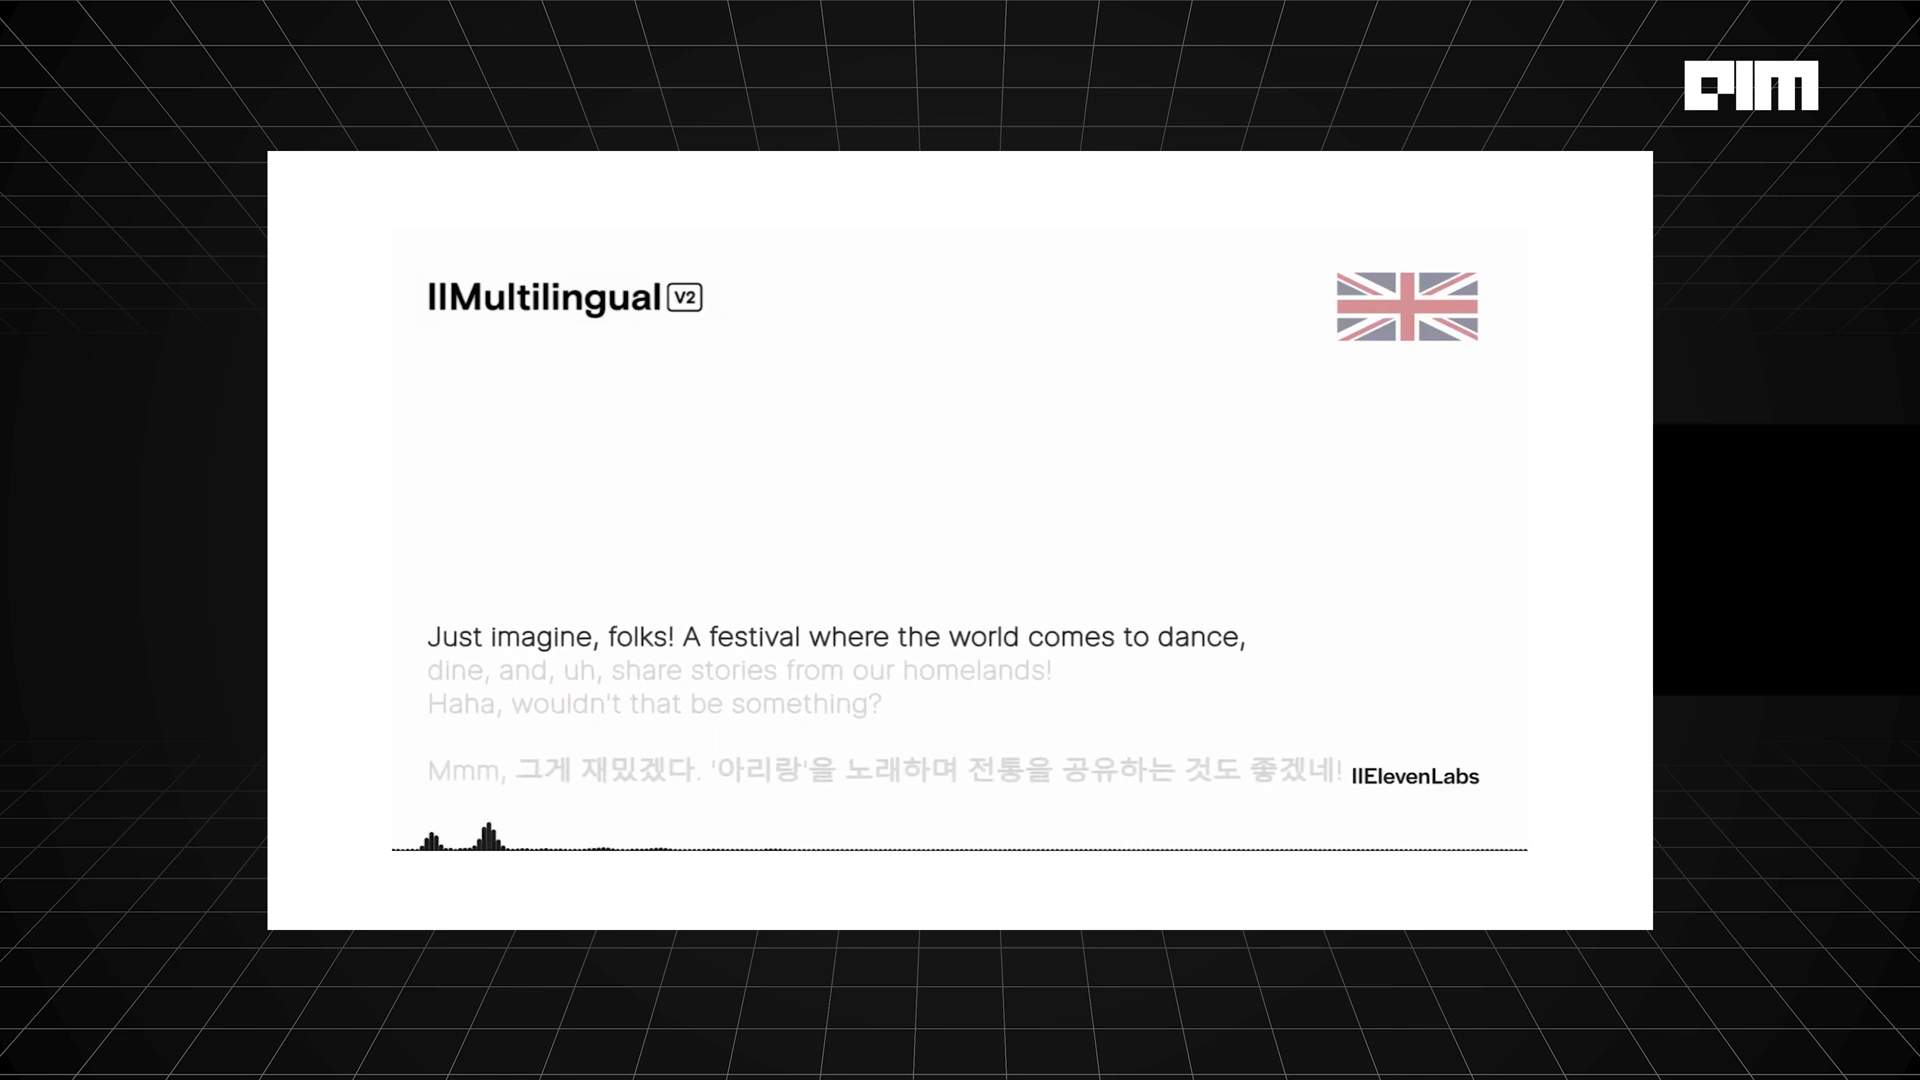 AIM
IIMultilingual V2
Just imagine, folks! A festival where the world comes to dance,
dine, and, uh, share stories from our homelands!
Haha, wouldn't that be something?
Mmm, 그게 재밌겠다. '아리랑'을 노래하며 전통을 공유하는 것도 좋겠네!
IIElevenLabs